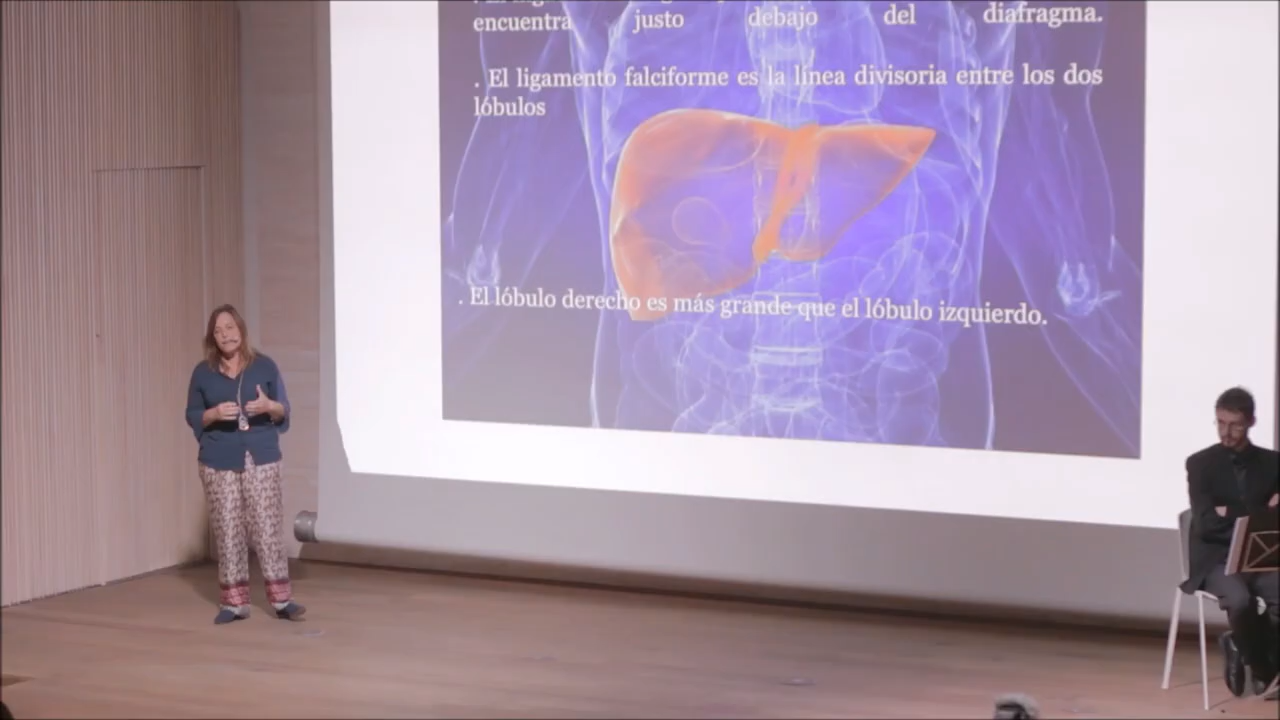 encuentra justo debajo del diafragma.
. El ligamento falciforme es la línea divisoria entre los dos
lóbulos
. El lóbulo derecho es más grande que el lóbulo izquierdo.